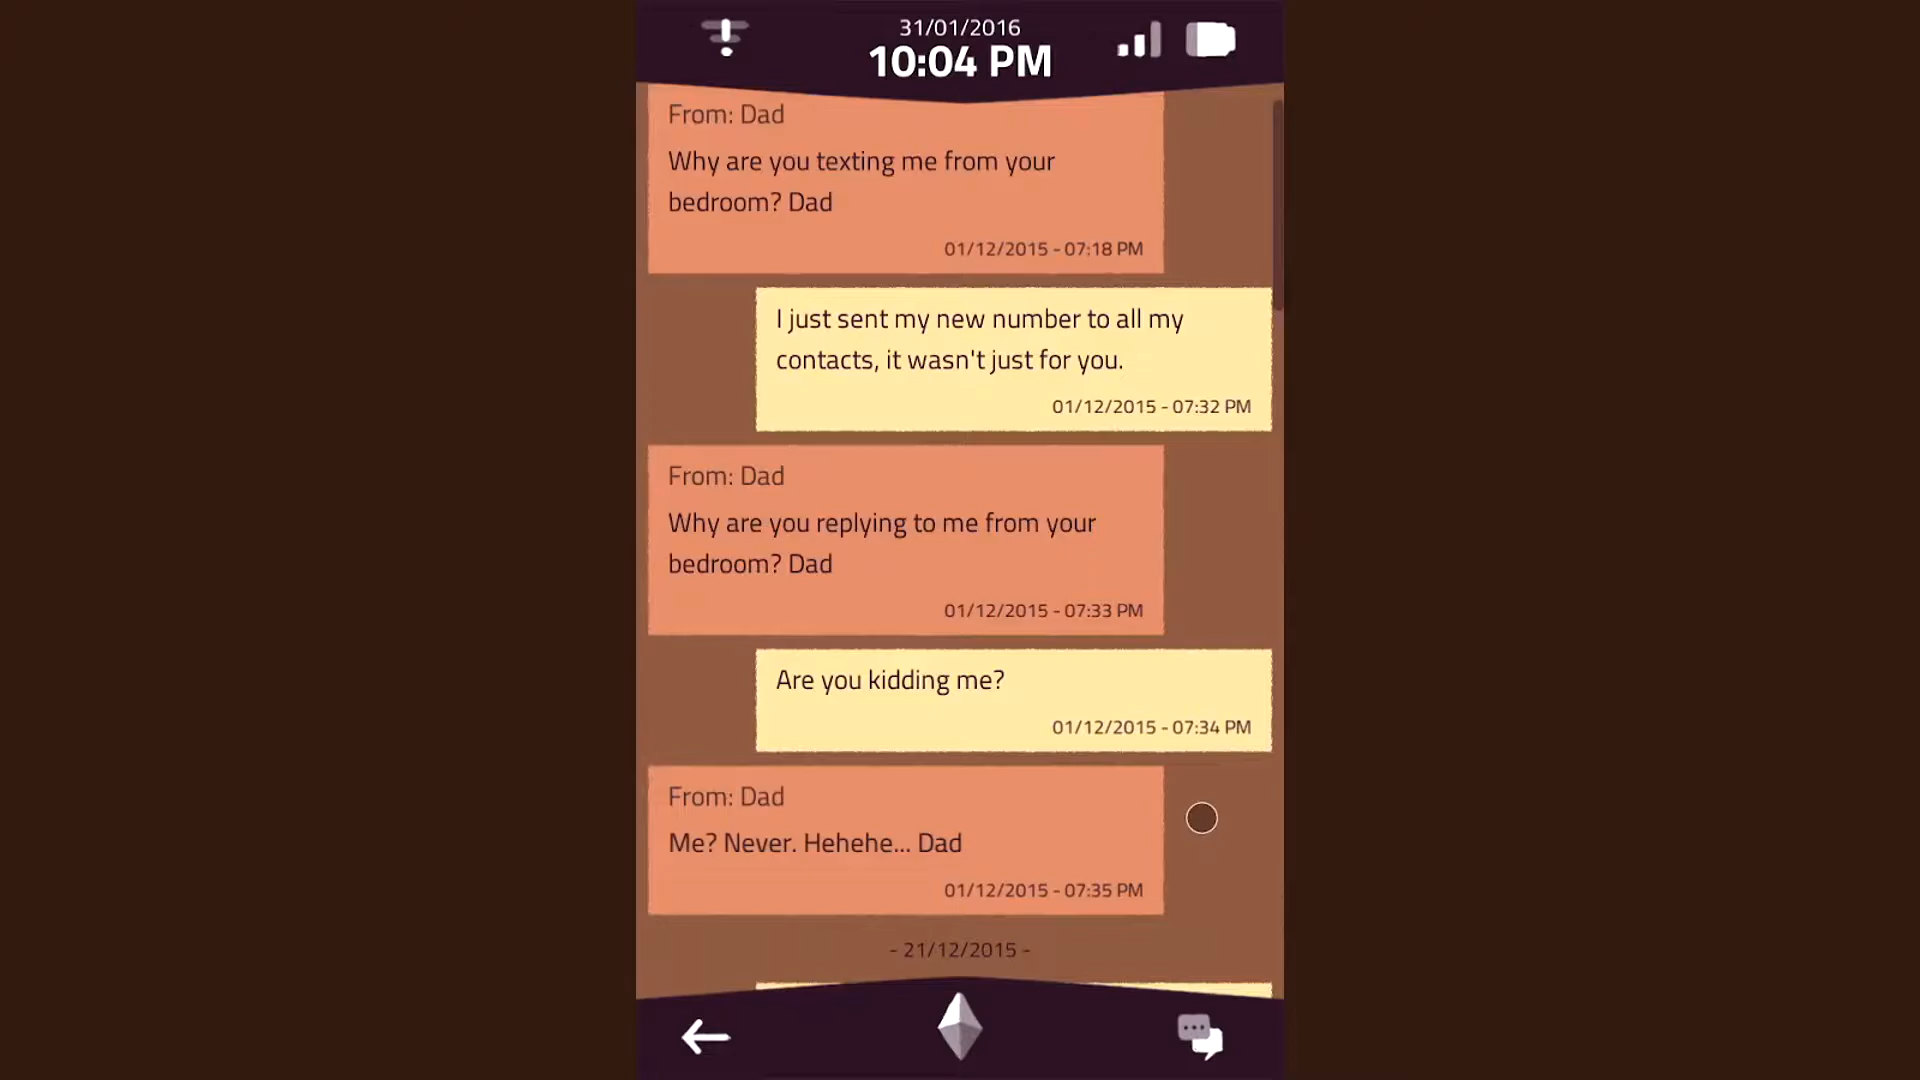 31/01/2016
10:04 PM
From: Dad
Why are you texting me from your
bedroom? Dad
01/12/2015 - 07:18 PM
I just sent my new number to all my
contacts, it wasn't just for you.
01/12/2015 - 07:32 PM
From: Dad
Why are you replying to me from your
bedroom? Dad
01/12/2015 - 07:33 PM
Are you kidding me?
01/12/2015 - 07:34 PM
From: Dad
Me? Never. Hehehe... Dad
01/12/2015 - 07:35 PM
- 21/12/2015 -